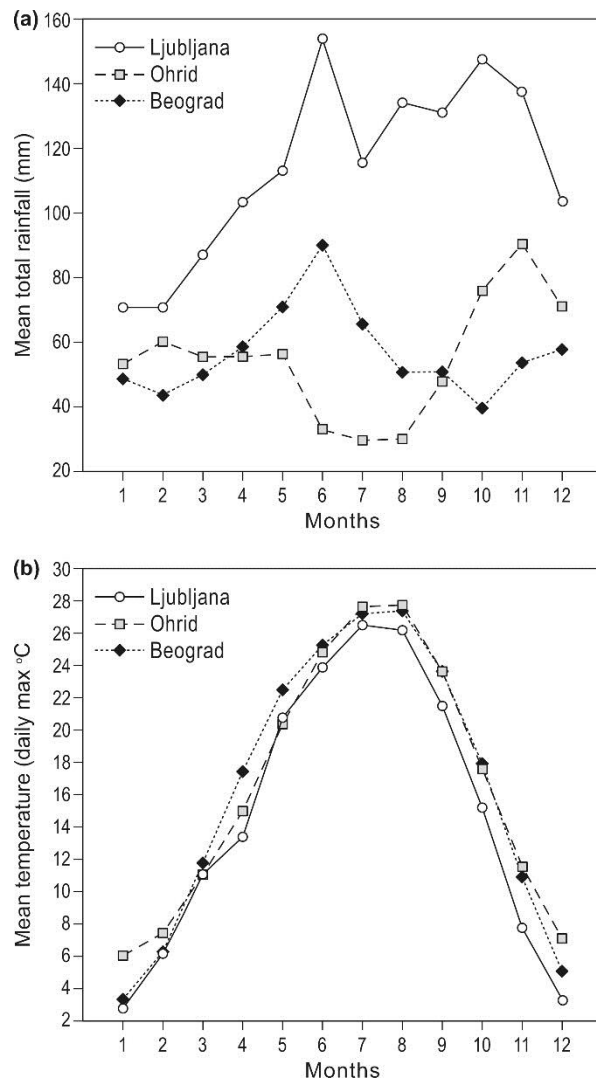 (a)
160
140
120
100
80
60
40
20
Mean total rainfall (mm)
Ljubljana
Ohrid
Beograd
1 2 3 4 5 6 7 8 9 10 11 12
Months
(b)
30
28
26
24
22
20
18
16
14
12
10
8
6
4
2
Mean temperature (daily max °C)
Ljubljana
Ohrid
Beograd
1 2 3 4 5 6 7 8 9 10 11 12
Months